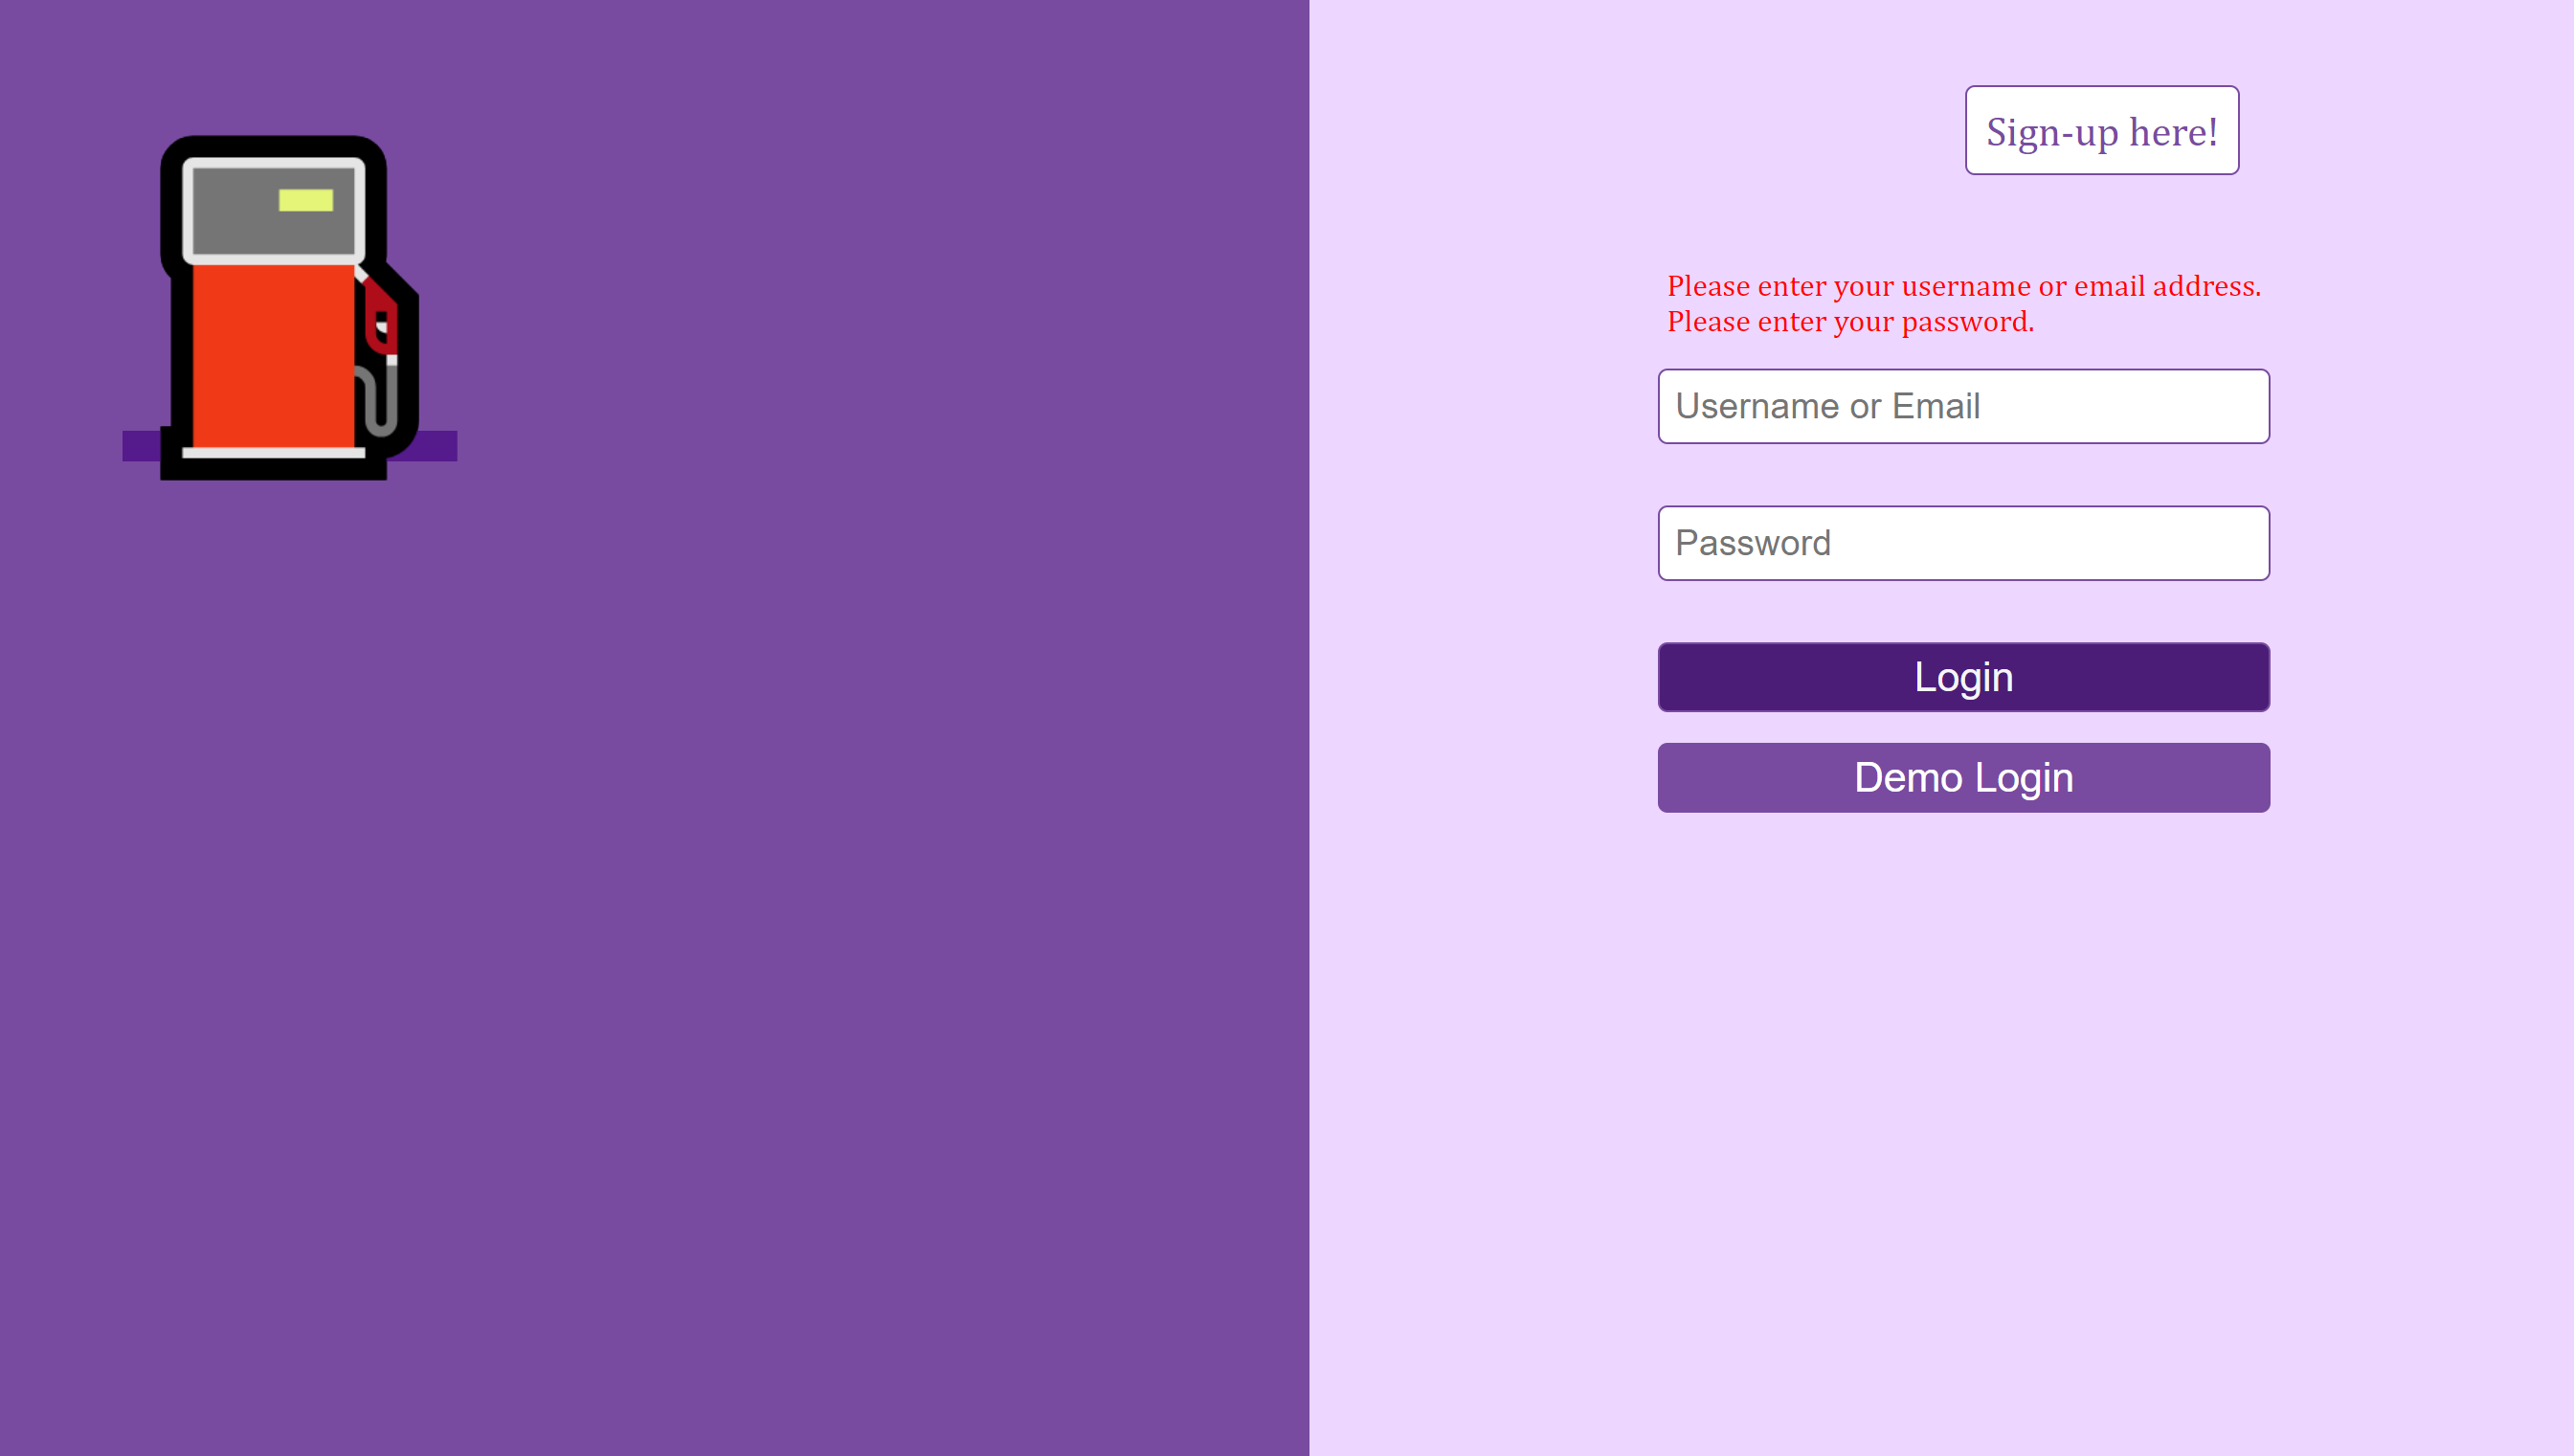 Sign-up here!
Please enter your username or email address.
Please enter your password.
Username or Email
Password
Login
Demo Login